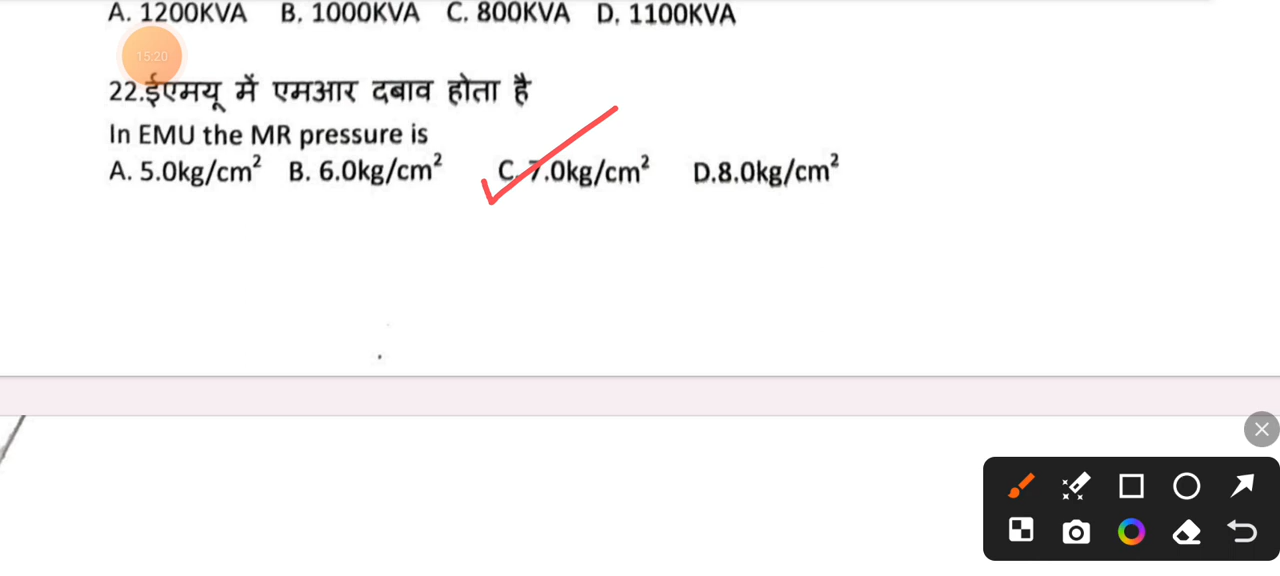 A. 1200KVA B. 1000KVA C. 800KVA D. 1100KVA
15:20
22.ईएमयू में एमआर दबाव होता है
In EMU the MR pressure is
A. 5.0kg/cm² B. 6.0kg/cm² C. 7.0kg/cm² D.8.0kg/cm²